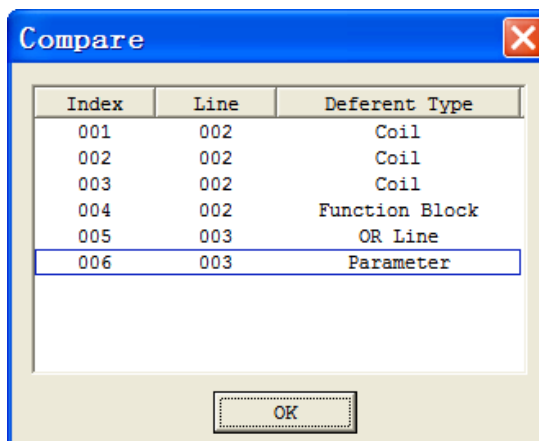 Compare
Index Line Deferent Type
001 002 Coil
002 002 Coil
003 002 Coil
004 002 Function Block
005 003 OR Line
006 003 Parameter
OK